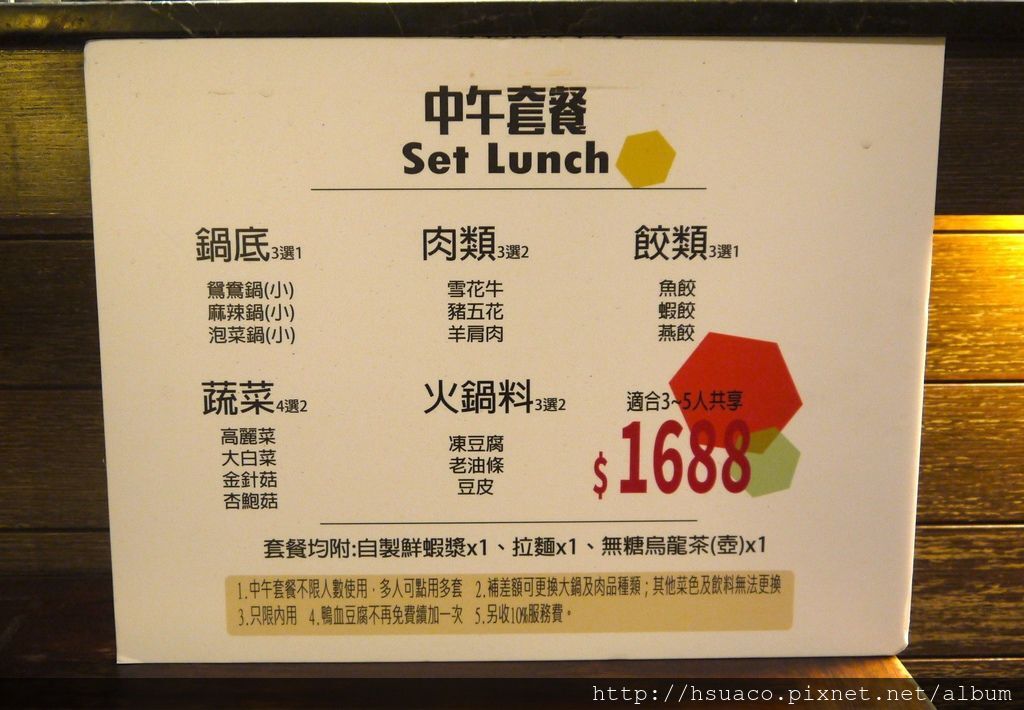 中午套餐
Set Lunch
鍋底3選1
鴛鴦鍋(小)
麻辣鍋(小)
泡菜鍋(小)
肉類3選2
雪花牛
豬五花
羊肩肉
餃類3選1
魚餃
蝦餃
燕餃
蔬菜4選2
高麗菜
大白菜
金針菇
杏鮑菇
火鍋料3選2
凍豆腐
老油條
豆皮
適合3~5人共享
$1688
套餐均附:自製鮮蝦漿x1、拉麵x1、無糖烏龍茶(壺)x1
1.中午套餐不限人數使用，多人可點用多套 2.補差額可更換大鍋及肉品種類；其他菜色及飲料無法更換
3.只限內用 4.鴨血豆腐不再免費續加一次 5.另收10%服務費。
http://hsuaco.pixnet.net/album